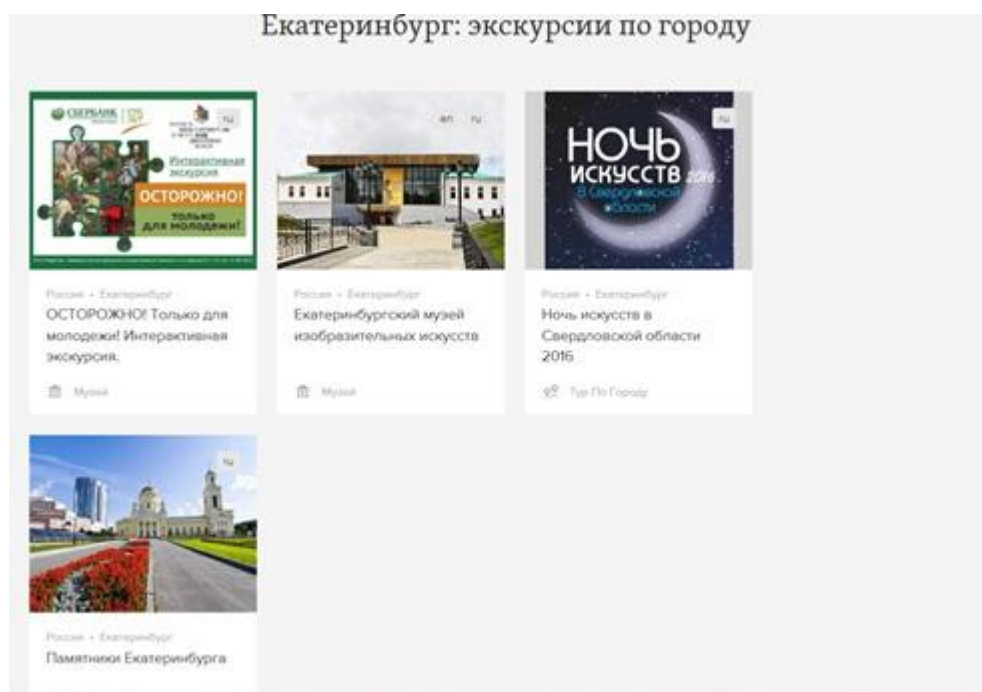 Екатеринбург: экскурсии по городу
СБЕРБАНК
ru
Интерактивная
экскурсия
ОСТОРОЖНО!
только
для молодежи!
Россия • Екатеринбург
ОСТОРОЖНО! Только для
молодежи! Интерактивная
экскурсия.
Музей
en ru
Россия • Екатеринбург
Екатеринбургский музей
изобразительных искусств
Музей
ru
НОЧЬ
ИСКУССТВ 2016
В Свердловской
области
Россия • Екатеринбург
Ночь искусств в
Свердловской области
2016
Тур По Городу
ru
Россия • Екатеринбург
Памятники Екатеринбурга